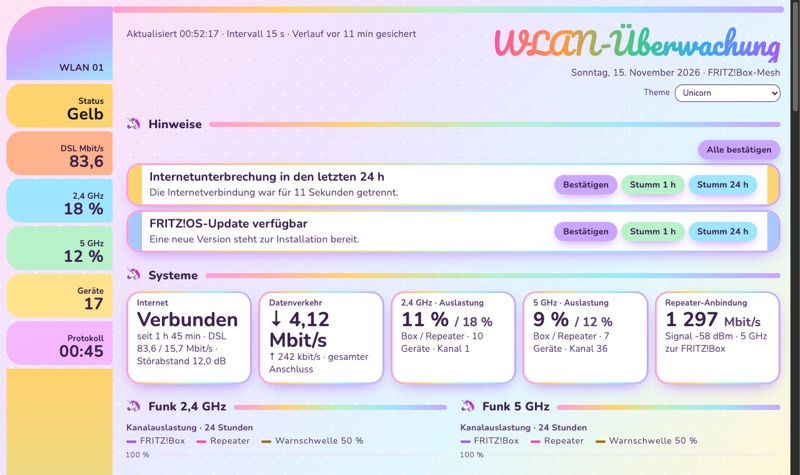 WLAN 01
Status
Gelb
DSL Mbit/s
83,6
2,4 GHz
18 %
5 GHz
12 %
Geräte
17
Protokoll
00:45
Aktualisiert 00:52:17 · Intervall 15 s · Verlauf vor 11 min gesichert
WLAN-Überwachung
Sonntag, 15. November 2026 · FRITZ!Box-Mesh
Theme Unicorn
Hinweise
Alle bestätigen
Internetunterbrechung in den letzten 24 h
Die Internetverbindung war für 11 Sekunden getrennt.
Bestätigen Stumm 1 h Stumm 24 h
FRITZ!OS-Update verfügbar
Eine neue Version steht zur Installation bereit.
Bestätigen Stumm 1 h Stumm 24 h
Systeme
Internet
Verbunden
seit 1 h 45 min · DSL
83,6 / 15,7 Mbit/s ·
Störabstand 12,0 dB
Datenverkehr
↓ 4,12
Mbit/s
↑ 242 kbit/s · gesamter
Anschluss
2,4 GHz · Auslastung
11 % / 18 %
Box / Repeater · 10
Geräte · Kanal 1
5 GHz · Auslastung
9 % / 12 %
Box / Repeater · 7
Geräte · Kanal 36
Repeater-Anbindung
1 297 Mbit/s
Signal -58 dBm · 5 GHz
zur FRITZ!Box
Funk 2,4 GHz
Kanalauslastung · 24 Stunden
FRITZ!Box Repeater Warnschwelle 50 %
100 %
Funk 5 GHz
Kanalauslastung · 24 Stunden
FRITZ!Box Repeater Warnschwelle 50 %
100 %